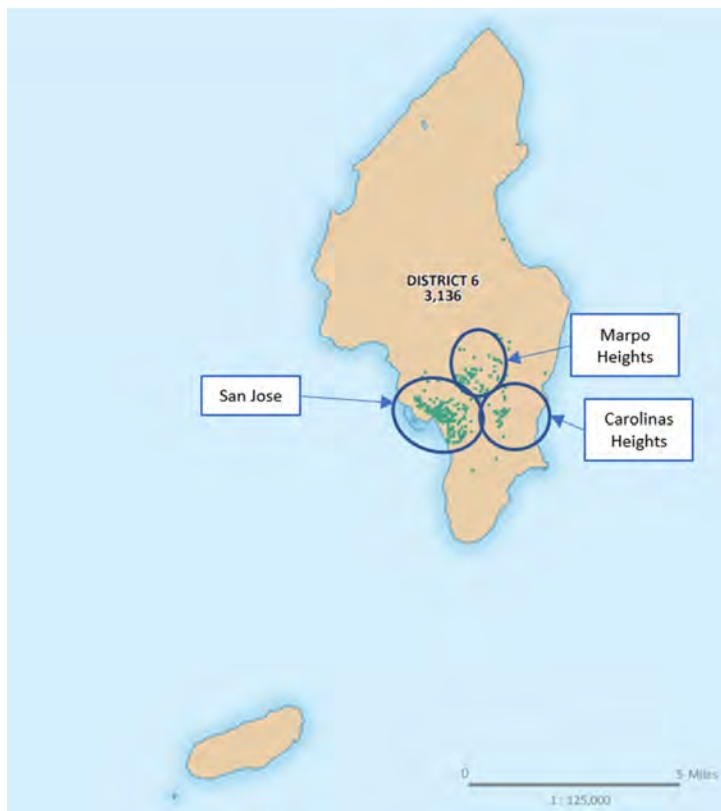 DISTRICT 6
3,136
Marpo
Heights
San Jose
Carolinas
Heights
0 5 Miles
1 : 125,000